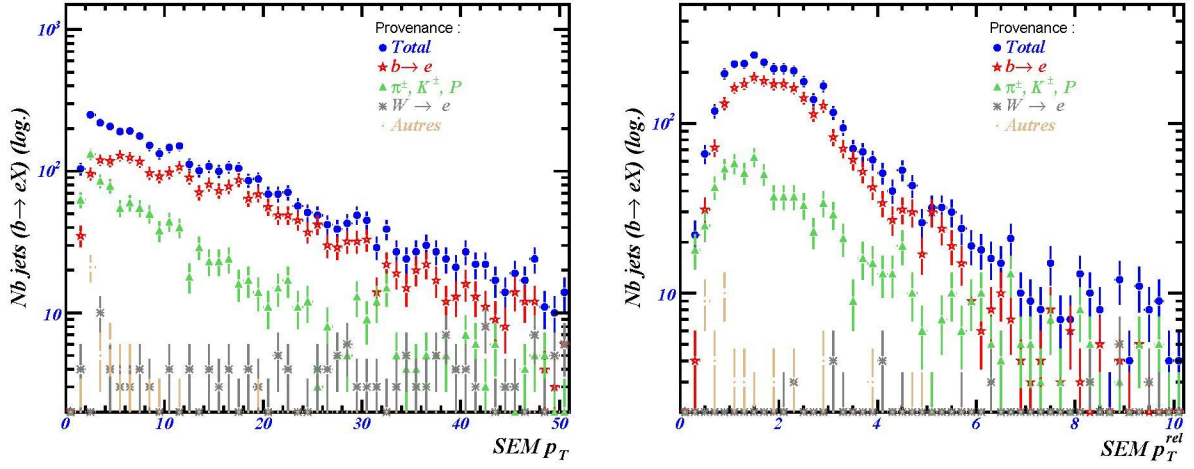 Nb jets (b→ eX) (log.)
10³
10²
10
Provenance :
Total
b→ e
π±, K±, P
W → e
Autres
0 10 20 30 40 50
SEM p_T
Nb jets (b→ eX) (log.)
10²
10
Provenance :
Total
b→ e
π±, K±, P
W → e
Autres
0 2 4 6 8 10
SEM p_T^rel